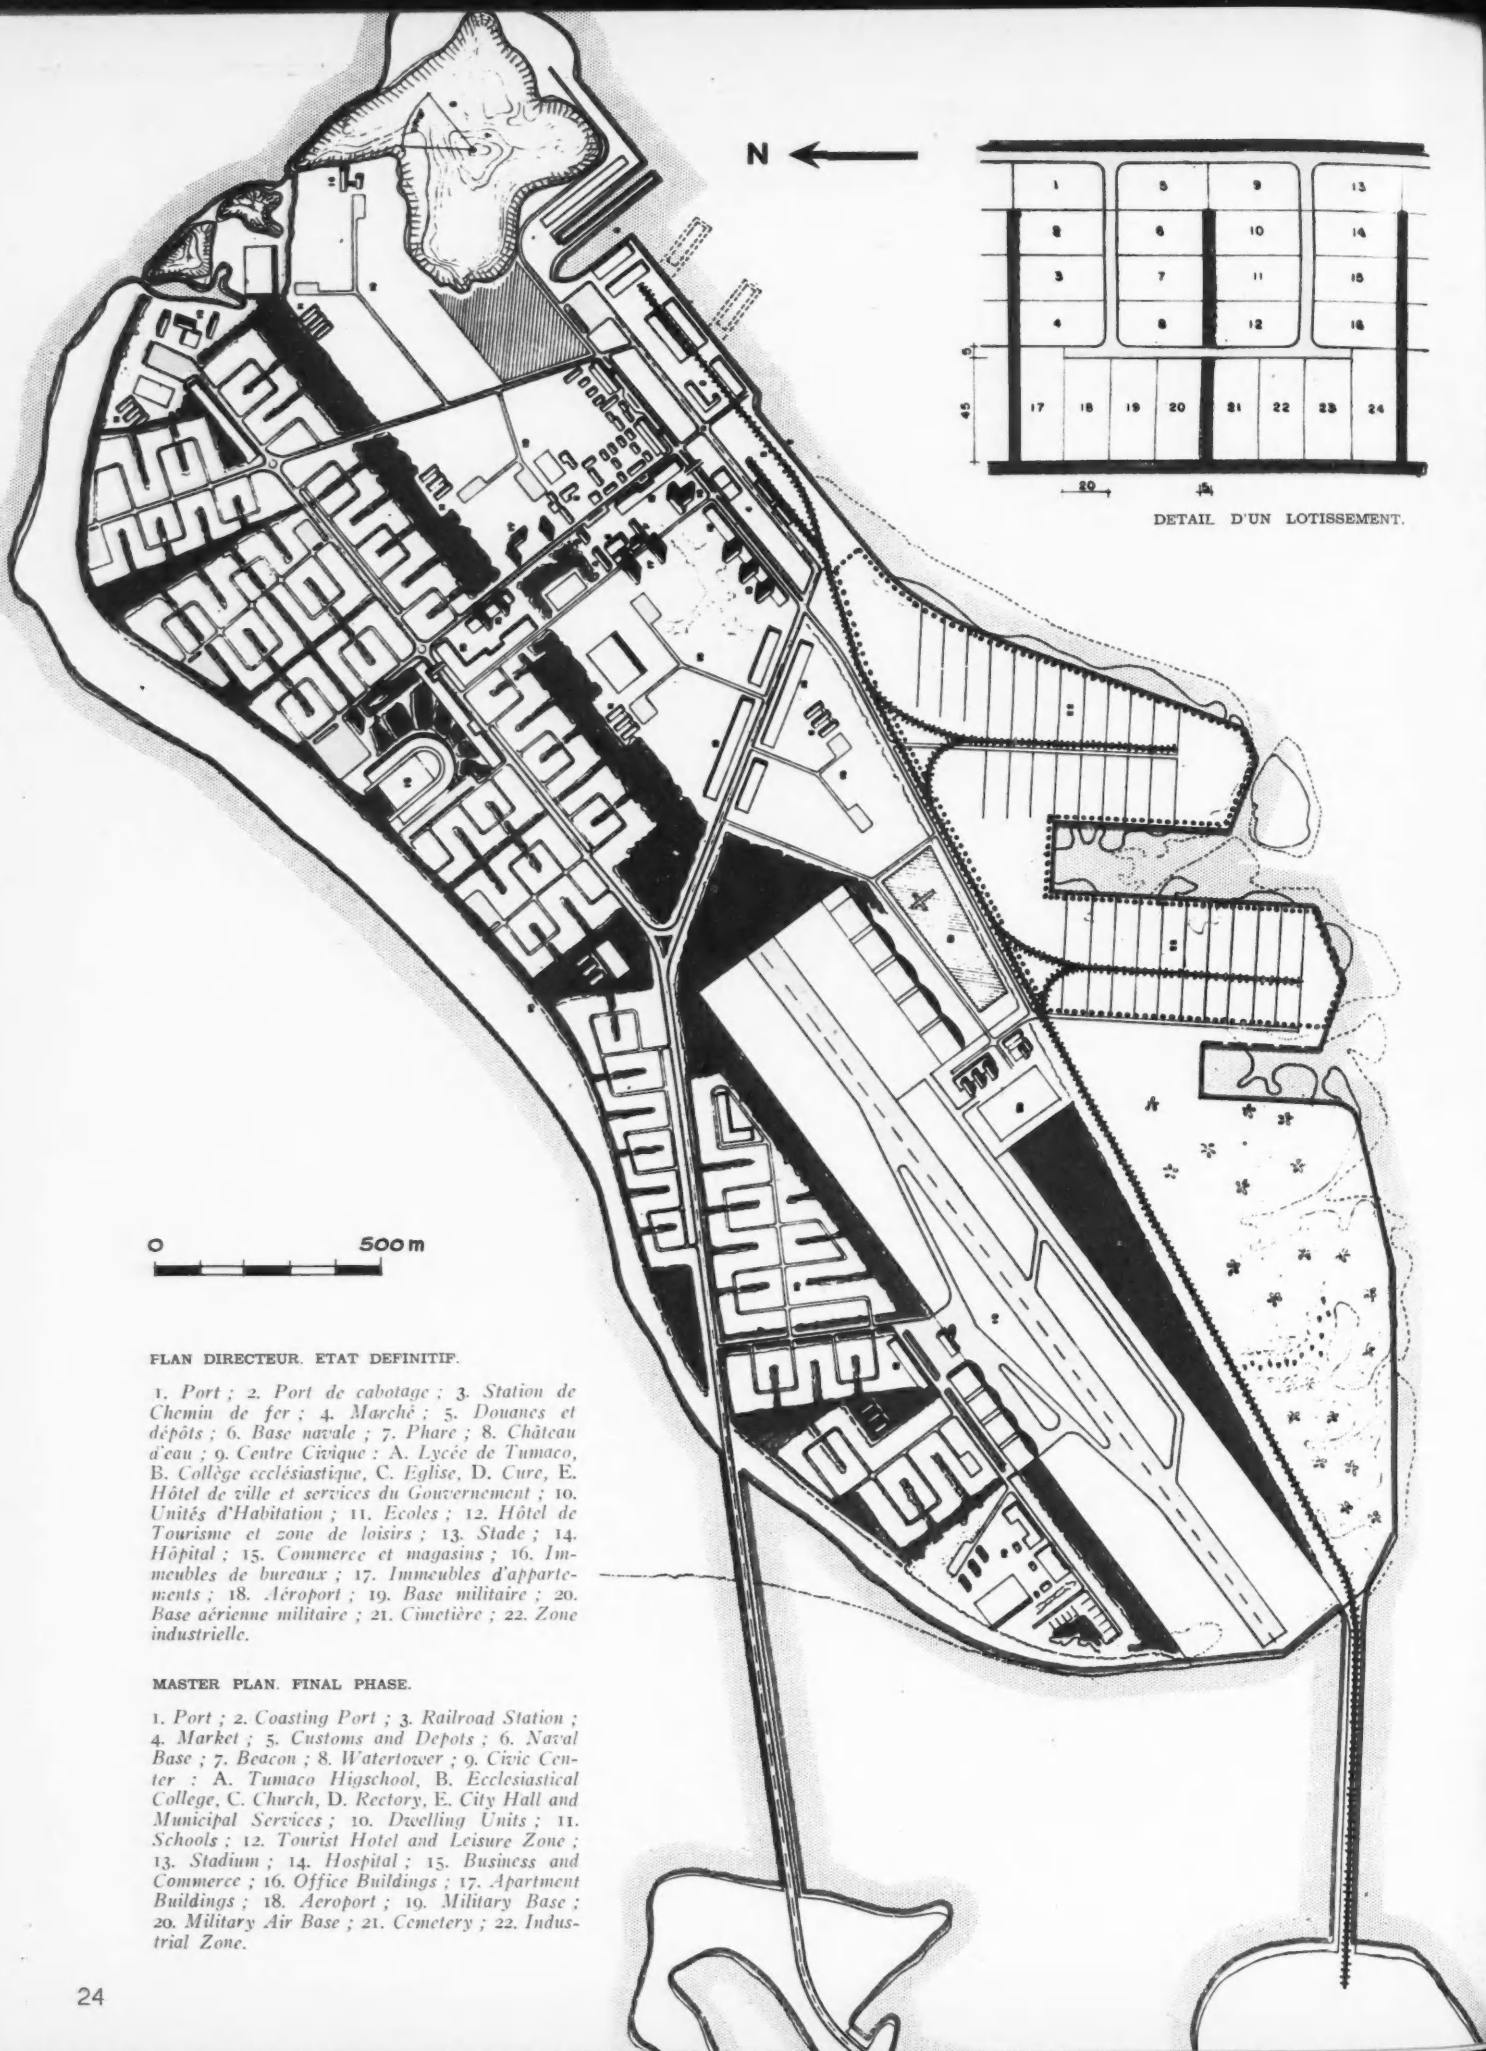 N
1 5 9 13
2 6 10 14
3 7 11 15
4 8 12 16
5
45
17 18 19 20 21 22 23 24
20 5
DETAIL D'UN LOTISSEMENT.
0 500 m
PLAN DIRECTEUR. ETAT DEFINITIF.
1. Port ; 2. Port de cabotage ; 3. Station de
Chemin de fer ; 4. Marché ; 5. Douanes et
dépôts ; 6. Base navale ; 7. Phare ; 8. Château
d'eau ; 9. Centre Civique : A. Lycée de Tumaco,
B. Collège ecclésiastique, C. Eglise, D. Cure, E.
Hôtel de ville et services du Gouvernement ; 10.
Unités d'Habitation ; 11. Ecoles ; 12. Hôtel de
Tourisme et zone de loisirs ; 13. Stade ; 14.
Hôpital ; 15. Commerce et magasins ; 16. Im-
meubles de bureaux ; 17. Immeubles d'apparte-
ments ; 18. Aéroport ; 19. Base militaire ; 20.
Base aérienne militaire ; 21. Cimetière ; 22. Zone
industrielle.
MASTER PLAN. FINAL PHASE.
1. Port ; 2. Coasting Port ; 3. Railroad Station ;
4. Market ; 5. Customs and Depots ; 6. Naval
Base ; 7. Beacon ; 8. Watertower ; 9. Civic Cen-
ter : A. Tumaco Higschool, B. Ecclesiastical
College, C. Church, D. Rectory, E. City Hall and
Municipal Services ; 10. Dwelling Units ; 11.
Schools ; 12. Tourist Hotel and Leisure Zone ;
13. Stadium ; 14. Hospital ; 15. Business and
Commerce ; 16. Office Buildings ; 17. Apartment
Buildings ; 18. Aeroport ; 19. Military Base ;
20. Military Air Base ; 21. Cemetery ; 22. Indus-
trial Zone.
24